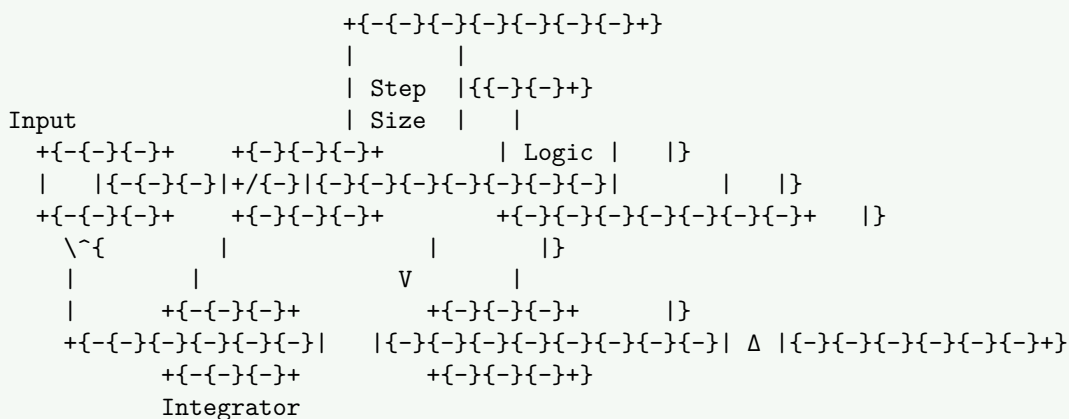 +{-{-}{-}{-}{-}{-}{-}+}
| |
| Step |{{-}{-}+}
Input | Size | |
+{-{-}{-}+ +{-}{-}{-}+ | Logic | |}
| |{-{-}{-}|+/{-}|{-}{-}{-}{-}{-}{-}{-}| | |}
+{-{-}{-}+ +{-}{-}{-}+ +{-}{-}{-}{-}{-}{-}{-}+ |}
\^{ | | |}
| | V |
| +{-{-}{-}+ +{-}{-}{-}+ |}
+{-{-}{-}{-}{-}{-}| |{-}{-}{-}{-}{-}{-}{-}{-}| Δ |{-}{-}{-}{-}{-}{-}+}
+{-{-}{-}+ +{-}{-}{-}+}
Integrator